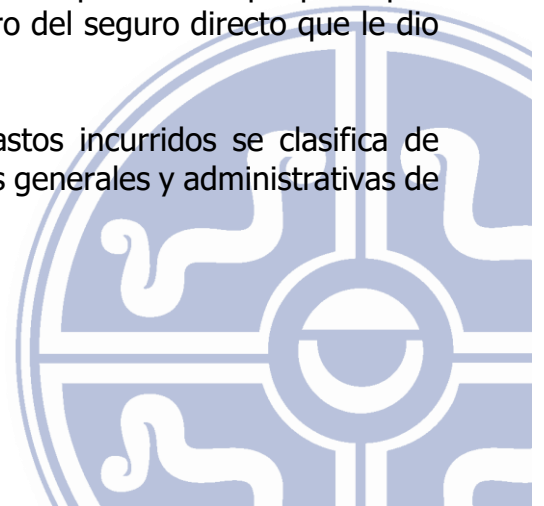 ro del seguro directo que le dio
astos incurridos se clasifica de
s generales y administrativas de